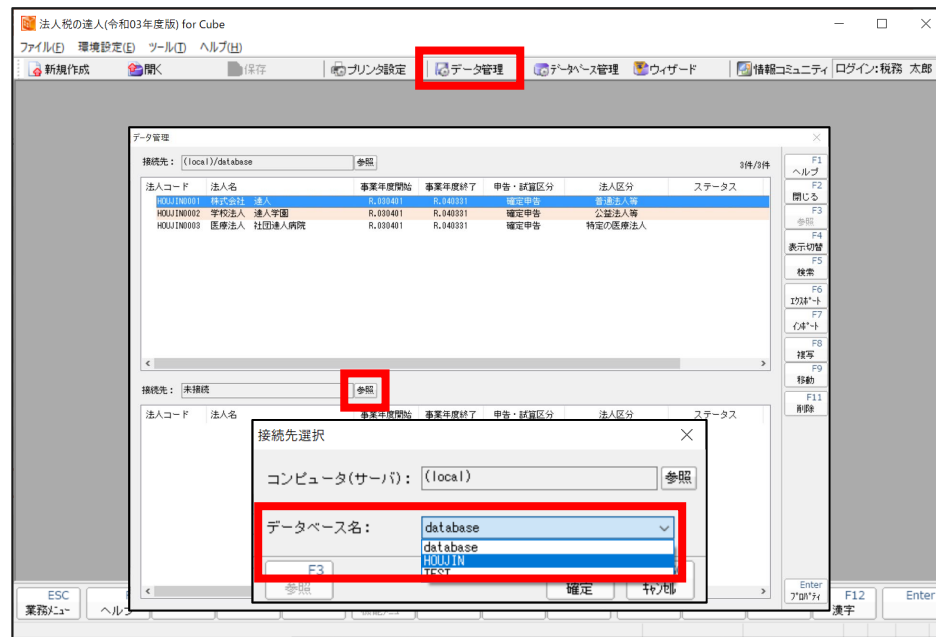 法人税の達人(令和03年度版) for Cube
ファイル(F) 環境設定(E) ツール(T) ヘルプ(H)
新規作成 開く 保存 プリンタ設定 データ管理 データベース管理 ウィザード 情報コミュニティ ログイン:税務 太郎
データ管理
接続先： (local)/database 参照 3件/3件
法人コード 法人名 事業年度開始 事業年度終了 申告・試算区分 法人区分 ステータス
HOUJIN0001 株式会社 達人 R.030401 R.040331 確定申告 普通法人等
HOUJIN0002 学校法人 達人学園 R.030401 R.040331 確定申告 公益法人等
HOUJIN0003 医療法人 社団達人病院 R.030401 R.040331 確定申告 特定の医療法人
F1
ヘルプ
F2
閉じる
F3
参照
F4
表示切替
F5
検索
F6
エクスポート
F7
インポート
F8
複写
F9
移動
F11
削除
接続先： 未接続 参照
法人コード 法人名 事業年度開始 事業年度終了 申告・試算区分 法人区分 ステータス
接続先選択
コンピュータ(サーバ)： (local) 参照
データベース名： database
database
HOUJIN
TEST
F3
参照 確定 キャンセル
Enter
プロパティ
ESC
業務メニュー ヘルプ
F12
漢字
Enter